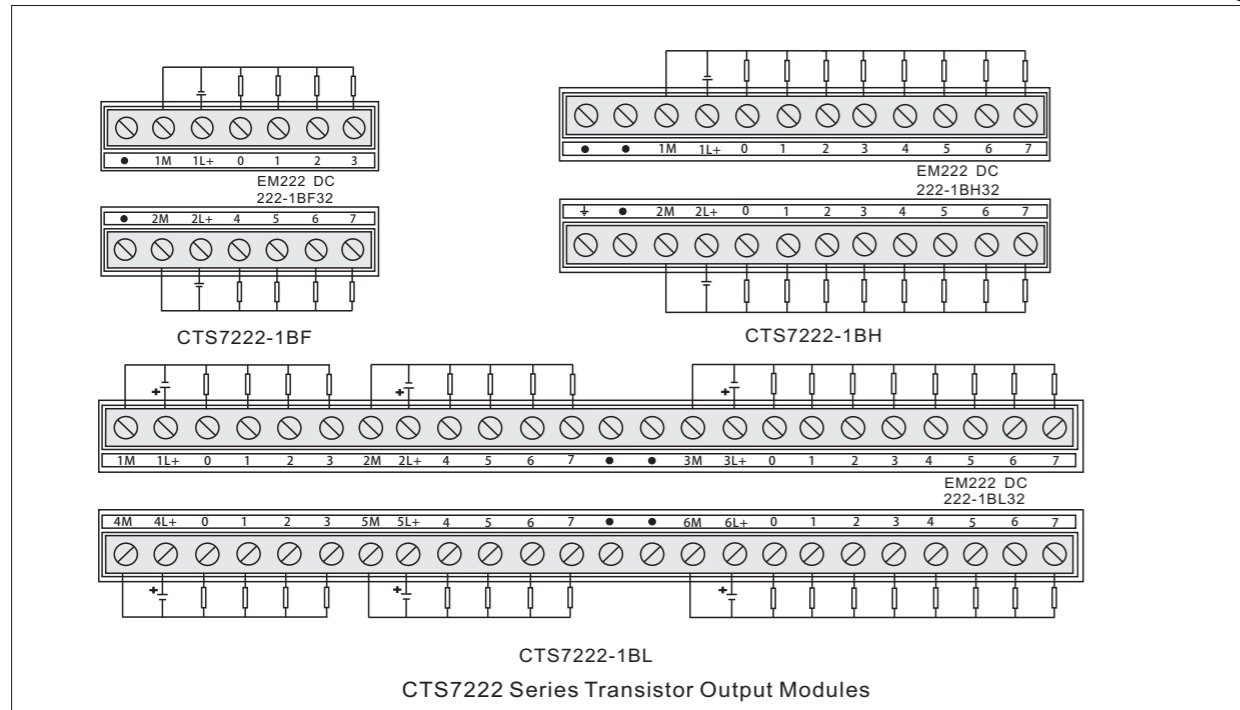 ● 1M 1L+ 0 1 2 3
EM222 DC
222-1BF32
● 2M 2L+ 4 5 6 7
CTS7222-1BF
● ● 1M 1L+ 0 1 2 3 4 5 6 7
EM222 DC
222-1BH32
⏚ ● 2M 2L+ 0 1 2 3 4 5 6 7
CTS7222-1BH
+ + +
1M 1L+ 0 1 2 3 2M 2L+ 4 5 6 7 ● ● 3M 3L+ 0 1 2 3 4 5 6 7
EM222 DC
222-1BL32
4M 4L+ 0 1 2 3 5M 5L+ 4 5 6 7 ● ● 6M 6L+ 0 1 2 3 4 5 6 7
+ + +
CTS7222-1BL
CTS7222 Series Transistor Output Modules